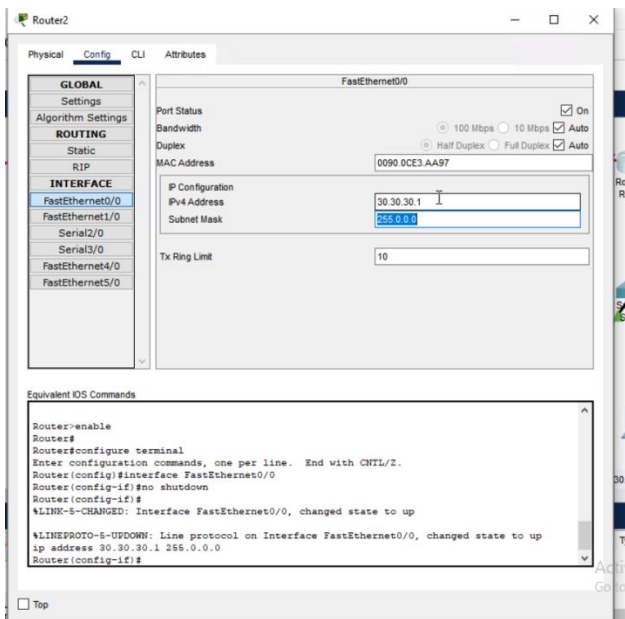 Router2
Physical Config CLI Attributes
GLOBAL
Settings
Algorithm Settings
ROUTING
Static
RIP
INTERFACE
FastEthernet0/0
FastEthernet1/0
Serial2/0
Serial3/0
FastEthernet4/0
FastEthernet5/0
FastEthernet0/0
Port Status On
Bandwidth 100 Mbps 10 Mbps Auto
Duplex Half Duplex Full Duplex Auto
MAC Address 0090.0CE3.AA97
IP Configuration
IPv4 Address 30.30.30.1
Subnet Mask 255.0.0.0
Tx Ring Limit 10
Equivalent IOS Commands
Router>enable
Router#
Router#configure terminal
Enter configuration commands, one per line. End with CNTL/Z.
Router(config)#interface FastEthernet0/0
Router(config-if)#no shutdown
Router(config-if)#
%LINK-5-CHANGED: Interface FastEthernet0/0, changed state to up
%LINEPROTO-5-UPDOWN: Line protocol on Interface FastEthernet0/0, changed state to up
ip address 30.30.30.1 255.0.0.0
Router(config-if)#
Top